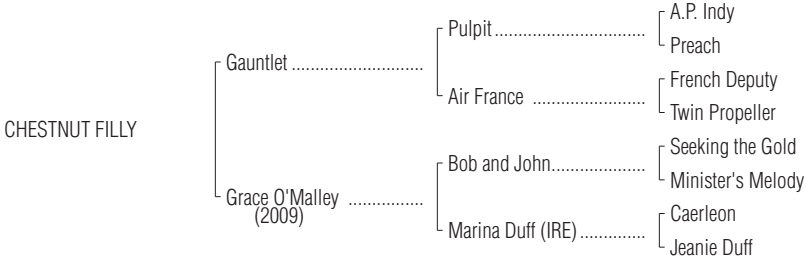 A.P. Indy
Pulpit................................
Preach
Gauntlet ............................
French Deputy
Air France ........................
Twin Propeller
CHESTNUT FILLY
Seeking the Gold
Bob and John....................
Minister's Melody
Grace O'Malley ................
(2009)
Caerleon
Marina Duff (IRE) ..............
Jeanie Duff